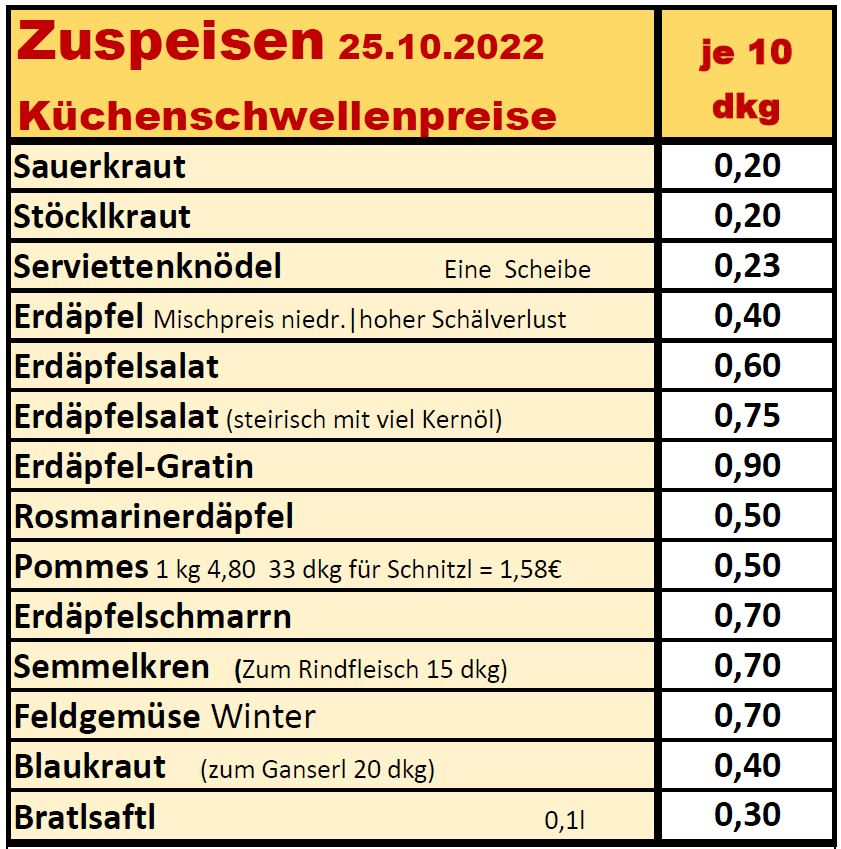 Zuspeisen 25.10.2022
Küchenschwellenpreise
je 10
dkg
Sauerkraut 0,20
Stöcklkraut 0,20
Serviettenknödel Eine Scheibe 0,23
Erdäpfel Mischpreis niedr.|hoher Schälverlust 0,40
Erdäpfelsalat 0,60
Erdäpfelsalat (steirisch mit viel Kernöl) 0,75
Erdäpfel-Gratin 0,90
Rosmarinerdäpfel 0,50
Pommes 1 kg 4,80 33 dkg für Schnitzl = 1,58€ 0,50
Erdäpfelschmarrn 0,70
Semmelkren (Zum Rindfleisch 15 dkg) 0,70
Feldgemüse Winter 0,70
Blaukraut (zum Ganserl 20 dkg) 0,40
Bratlsaftl 0,1l 0,30